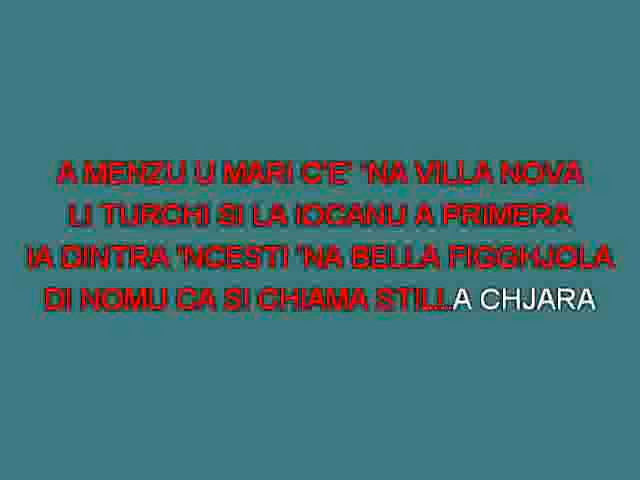 A MENZU U MARI C'E' 'NA VILLA NOVA
LI TURCHI SI LA IOCANU A PRIMERA
IA DINTRA 'NCESTI 'NA BELLA FIGGKJOLA
DI NOMU CA SI CHIAMA STILLA CHJARA